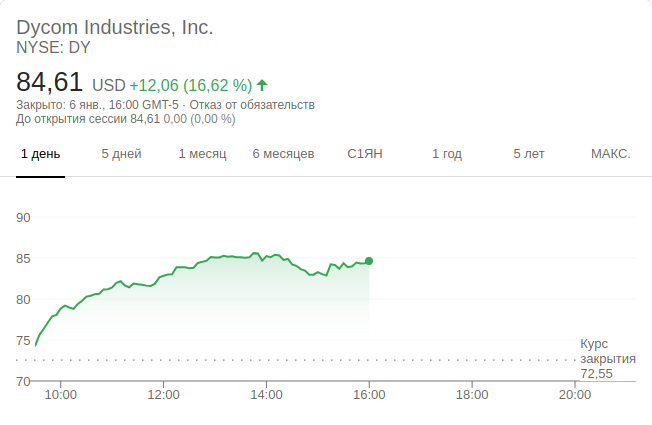 Dycom Industries, Inc.
NYSE: DY
84,61 USD +12,06 (16,62 %)
Закрыто: 6 янв., 16:00 GMT-5 · Отказ от обязательств
До открытия сессии 84,61 0,00 (0,00 %)
1 день 5 дней 1 месяц 6 месяцев С1ЯН 1 год 5 лет МАКС.
90
85
80
75
Курс
закрытия
72,55
70
10:00 12:00 14:00 16:00 18:00 20:00